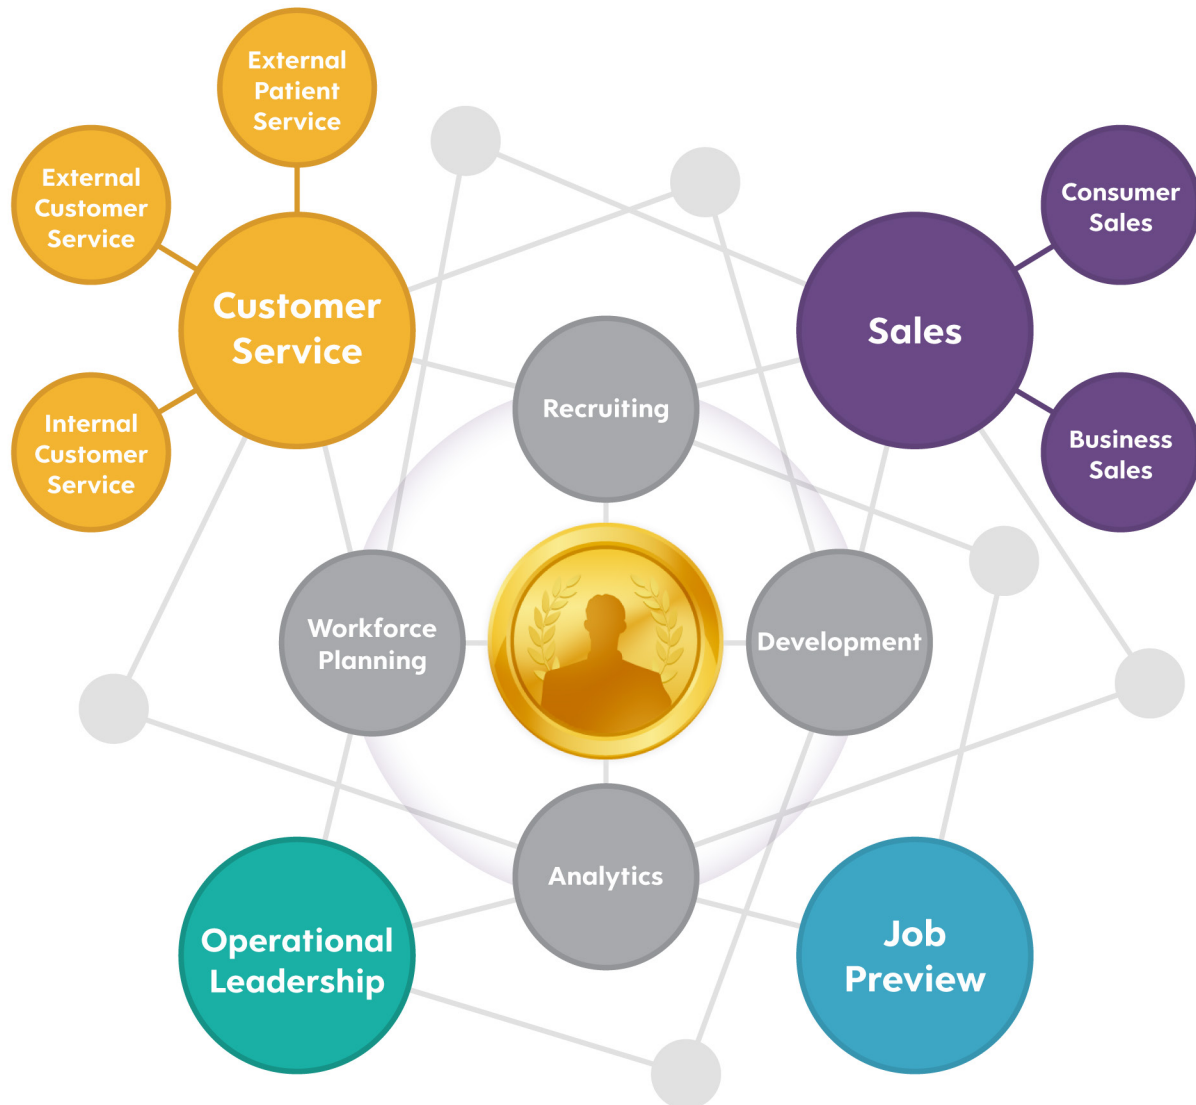 External
Patient
Service
External
Customer
Service
Consumer
Sales
Customer
Service
Sales
Recruiting
Internal
Customer
Service
Business
Sales
Workforce
Planning
Development
Analytics
Operational
Leadership
Job
Preview